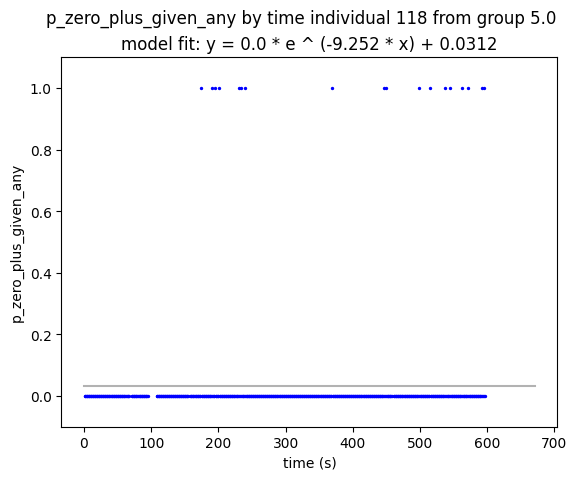 p_zero_plus_given_any by time individual 118 from group 5.0
model fit: y = 0.0 * e ^ (-9.252 * x) + 0.0312
1.0
0.8
0.6
0.4
0.2
0.0
p_zero_plus_given_any
0 100 200 300 400 500 600 700
time (s)